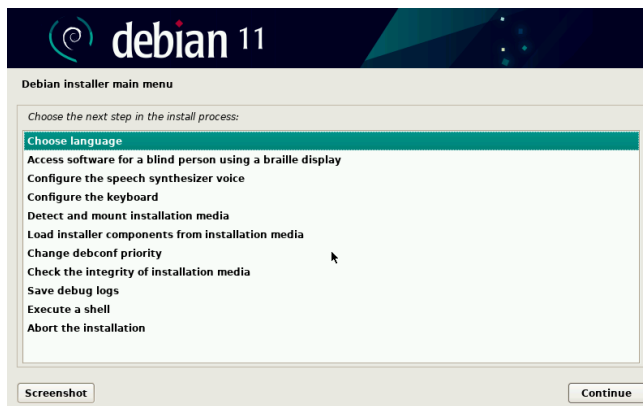 debian 11
Debian installer main menu
Choose the next step in the install process:
Choose language
Access software for a blind person using a braille display
Configure the speech synthesizer voice
Configure the keyboard
Detect and mount installation media
Load installer components from installation media
Change debconf priority
Check the integrity of installation media
Save debug logs
Execute a shell
Abort the installation
Screenshot Continue